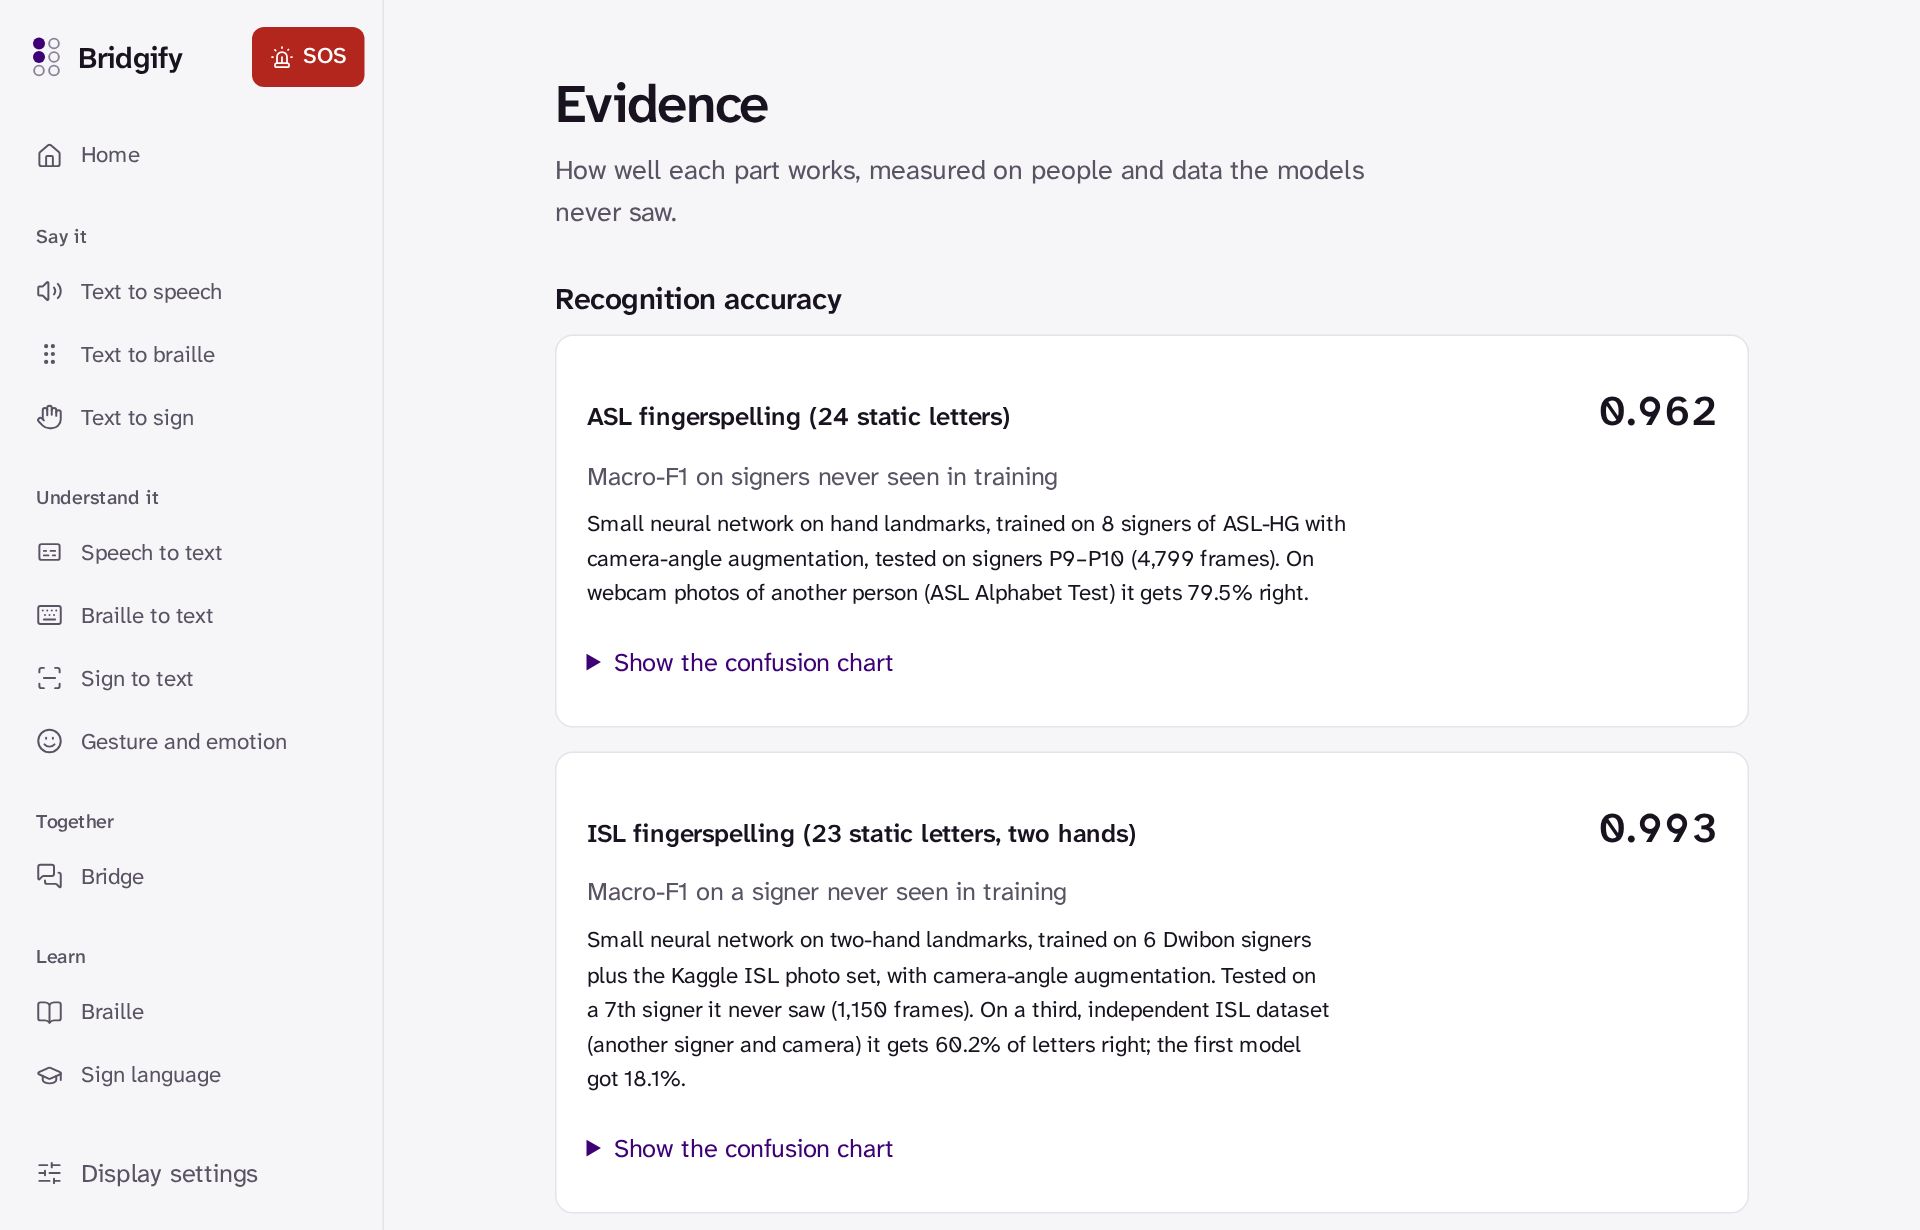 Bridgify
SOS
Home
Say it
Text to speech
Text to braille
Text to sign
Understand it
Speech to text
Braille to text
Sign to text
Gesture and emotion
Together
Bridge
Learn
Braille
Sign language
Display settings
Evidence
How well each part works, measured on people and data the models
never saw.
Recognition accuracy
ASL fingerspelling (24 static letters)
0.962
Macro-F1 on signers never seen in training
Small neural network on hand landmarks, trained on 8 signers of ASL-HG with
camera-angle augmentation, tested on signers P9–P10 (4,799 frames). On
webcam photos of another person (ASL Alphabet Test) it gets 79.5% right.
Show the confusion chart
ISL fingerspelling (23 static letters, two hands)
0.993
Macro-F1 on a signer never seen in training
Small neural network on two-hand landmarks, trained on 6 Dwibon signers
plus the Kaggle ISL photo set, with camera-angle augmentation. Tested on
a 7th signer it never saw (1,150 frames). On a third, independent ISL dataset
(another signer and camera) it gets 60.2% of letters right; the first model
got 18.1%.
Show the confusion chart